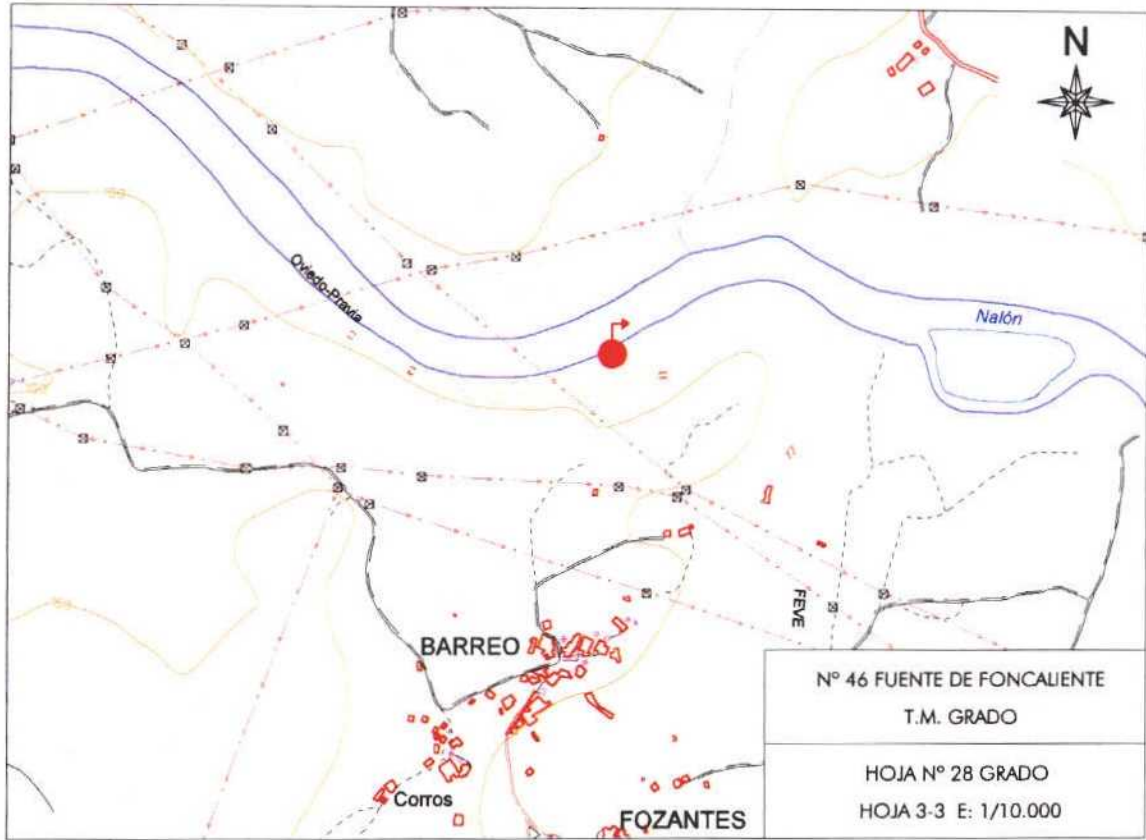 N
Oviedo-Pravia
Nalón
FEVE
BARREO
Corros
FOZANTES
Nº 46 FUENTE DE FONCALIENTE
T.M. GRADO
HOJA Nº 28 GRADO
HOJA 3-3 E: 1/10.000